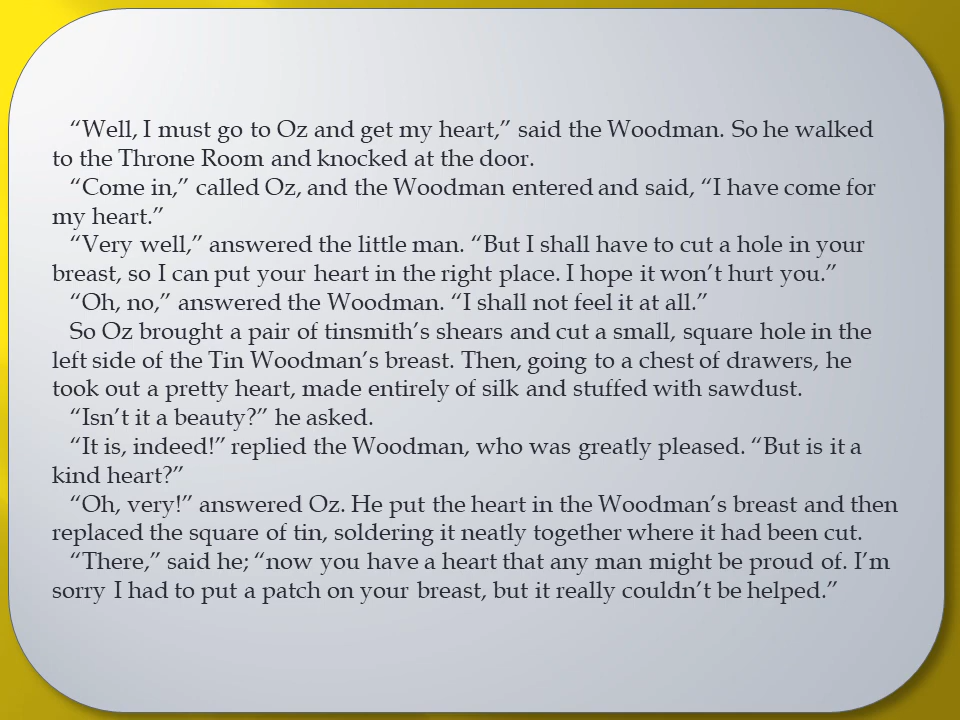 “Well, I must go to Oz and get my heart,” said the Woodman. So he walked
to the Throne Room and knocked at the door.
“Come in,” called Oz, and the Woodman entered and said, “I have come for
my heart.”
“Very well,” answered the little man. “But I shall have to cut a hole in your
breast, so I can put your heart in the right place. I hope it won’t hurt you.”
“Oh, no,” answered the Woodman. “I shall not feel it at all.”
So Oz brought a pair of tinsmith’s shears and cut a small, square hole in the
left side of the Tin Woodman’s breast. Then, going to a chest of drawers, he
took out a pretty heart, made entirely of silk and stuffed with sawdust.
“Isn’t it a beauty?” he asked.
“It is, indeed!” replied the Woodman, who was greatly pleased. “But is it a
kind heart?”
“Oh, very!” answered Oz. He put the heart in the Woodman’s breast and then
replaced the square of tin, soldering it neatly together where it had been cut.
“There,” said he; “now you have a heart that any man might be proud of. I’m
sorry I had to put a patch on your breast, but it really couldn’t be helped.”